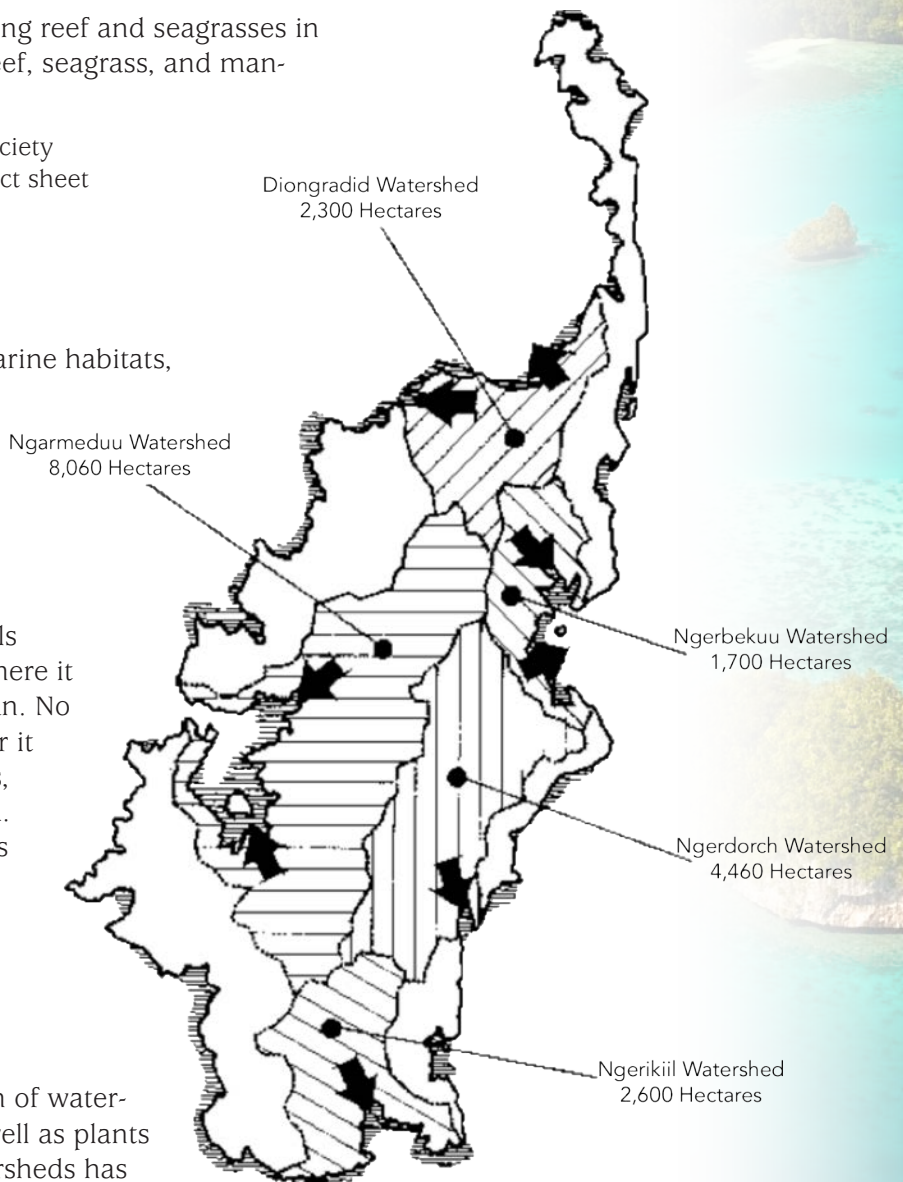 ng reef and seagrasses in
eef, seagrass, and man-
ciety
ct sheet
Diongradid Watershed
2,300 Hectares
arine habitats,
Ngarmeduu Watershed
8,060 Hectares
ls
here it
n. No
r it
s,
.
s
Ngerbekuu Watershed
1,700 Hectares
Ngerdorch Watershed
4,460 Hectares
Ngerikiil Watershed
2,600 Hectares
n of water-
ell as plants
rsheds has